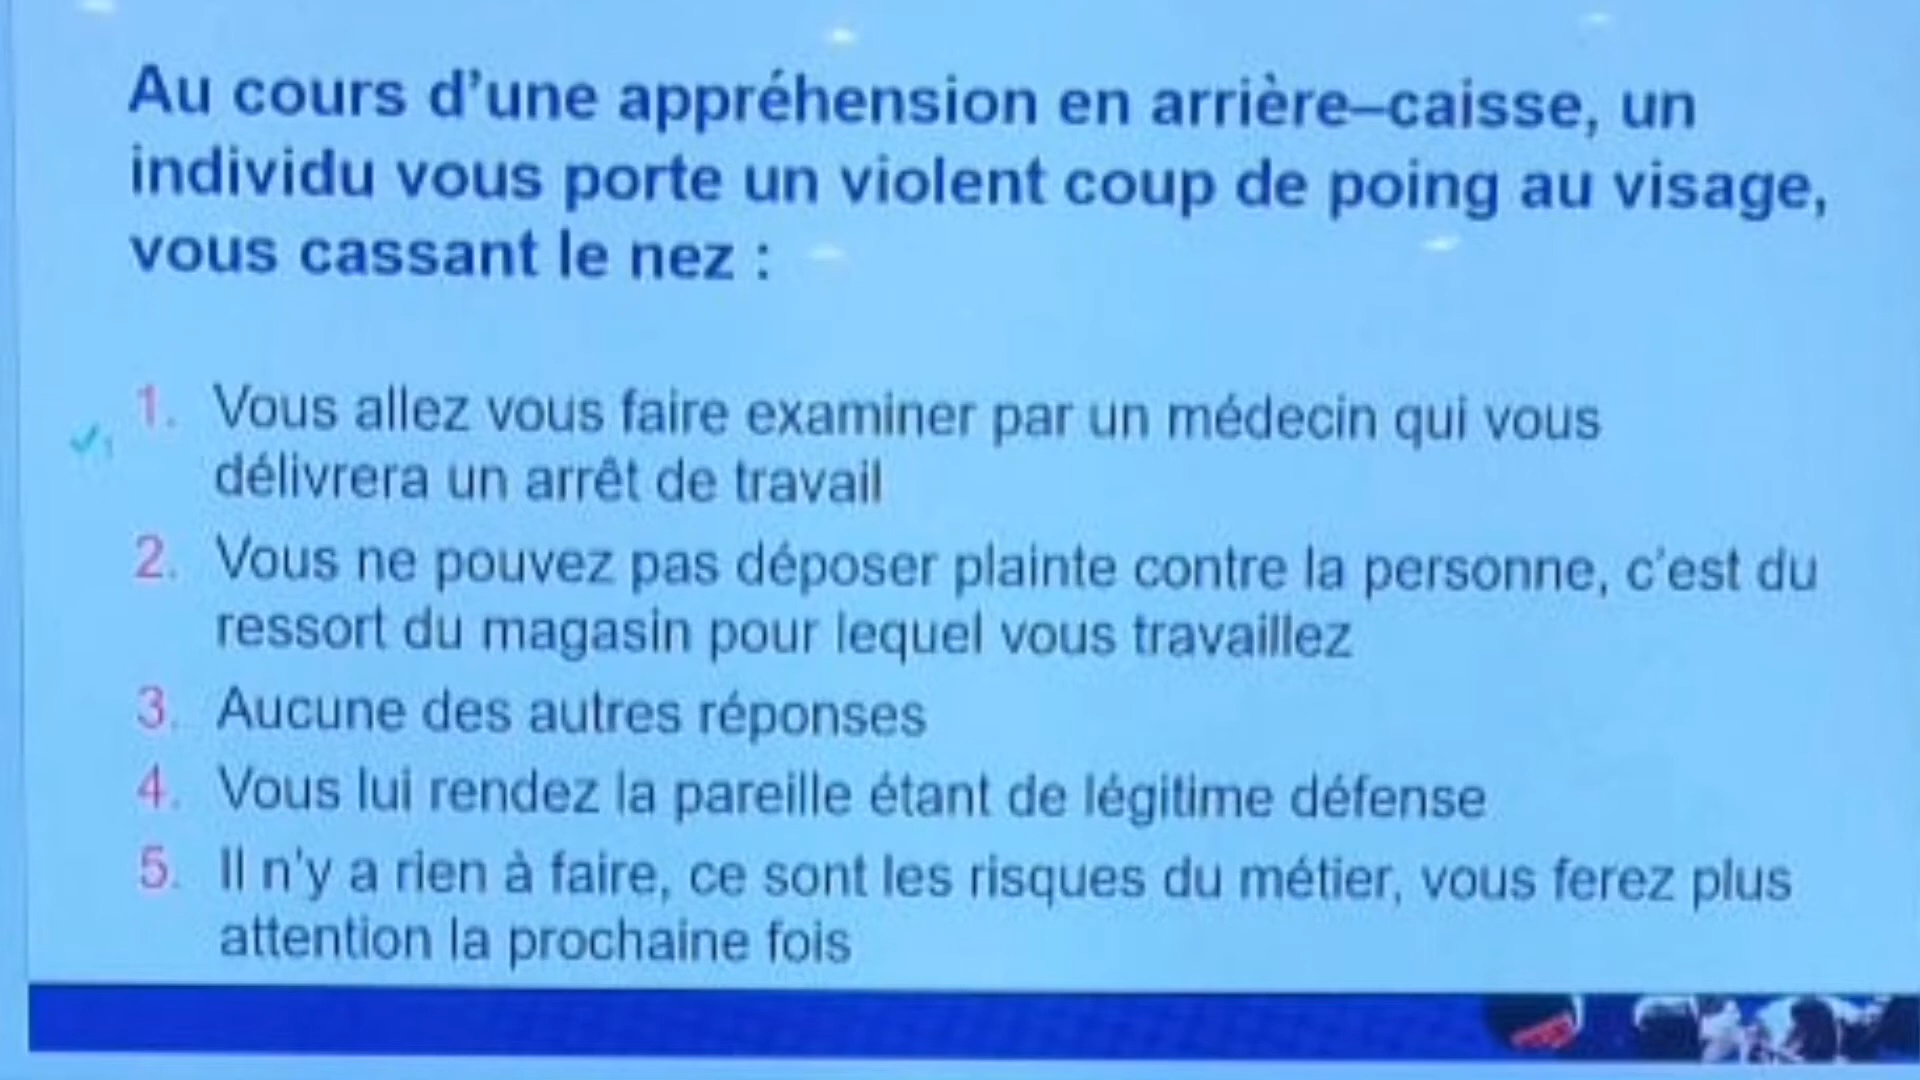 Au cours d'une appréhension en arrière–caisse, un
individu vous porte un violent coup de poing au visage,
vous cassant le nez :
1. Vous allez vous faire examiner par un médecin qui vous
délivrera un arrêt de travail
2. Vous ne pouvez pas déposer plainte contre la personne, c'est du
ressort du magasin pour lequel vous travaillez
3. Aucune des autres réponses
4. Vous lui rendez la pareille étant de légitime défense
5. Il n'y a rien à faire, ce sont les risques du métier, vous ferez plus
attention la prochaine fois